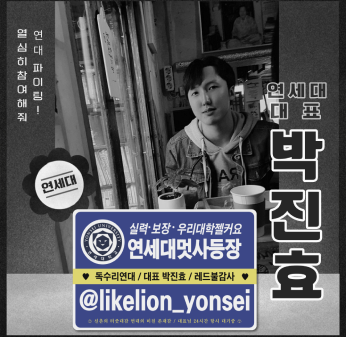 연대 파이팅!
열심히참여해줘
연세대
대 표
박진효
연세대
실력·보장·우리대학젤커요
연세대멋사등장
♥ 독수리연대 / 대표 박진효 / 레드불감사 ♥
@likelion_yonsei